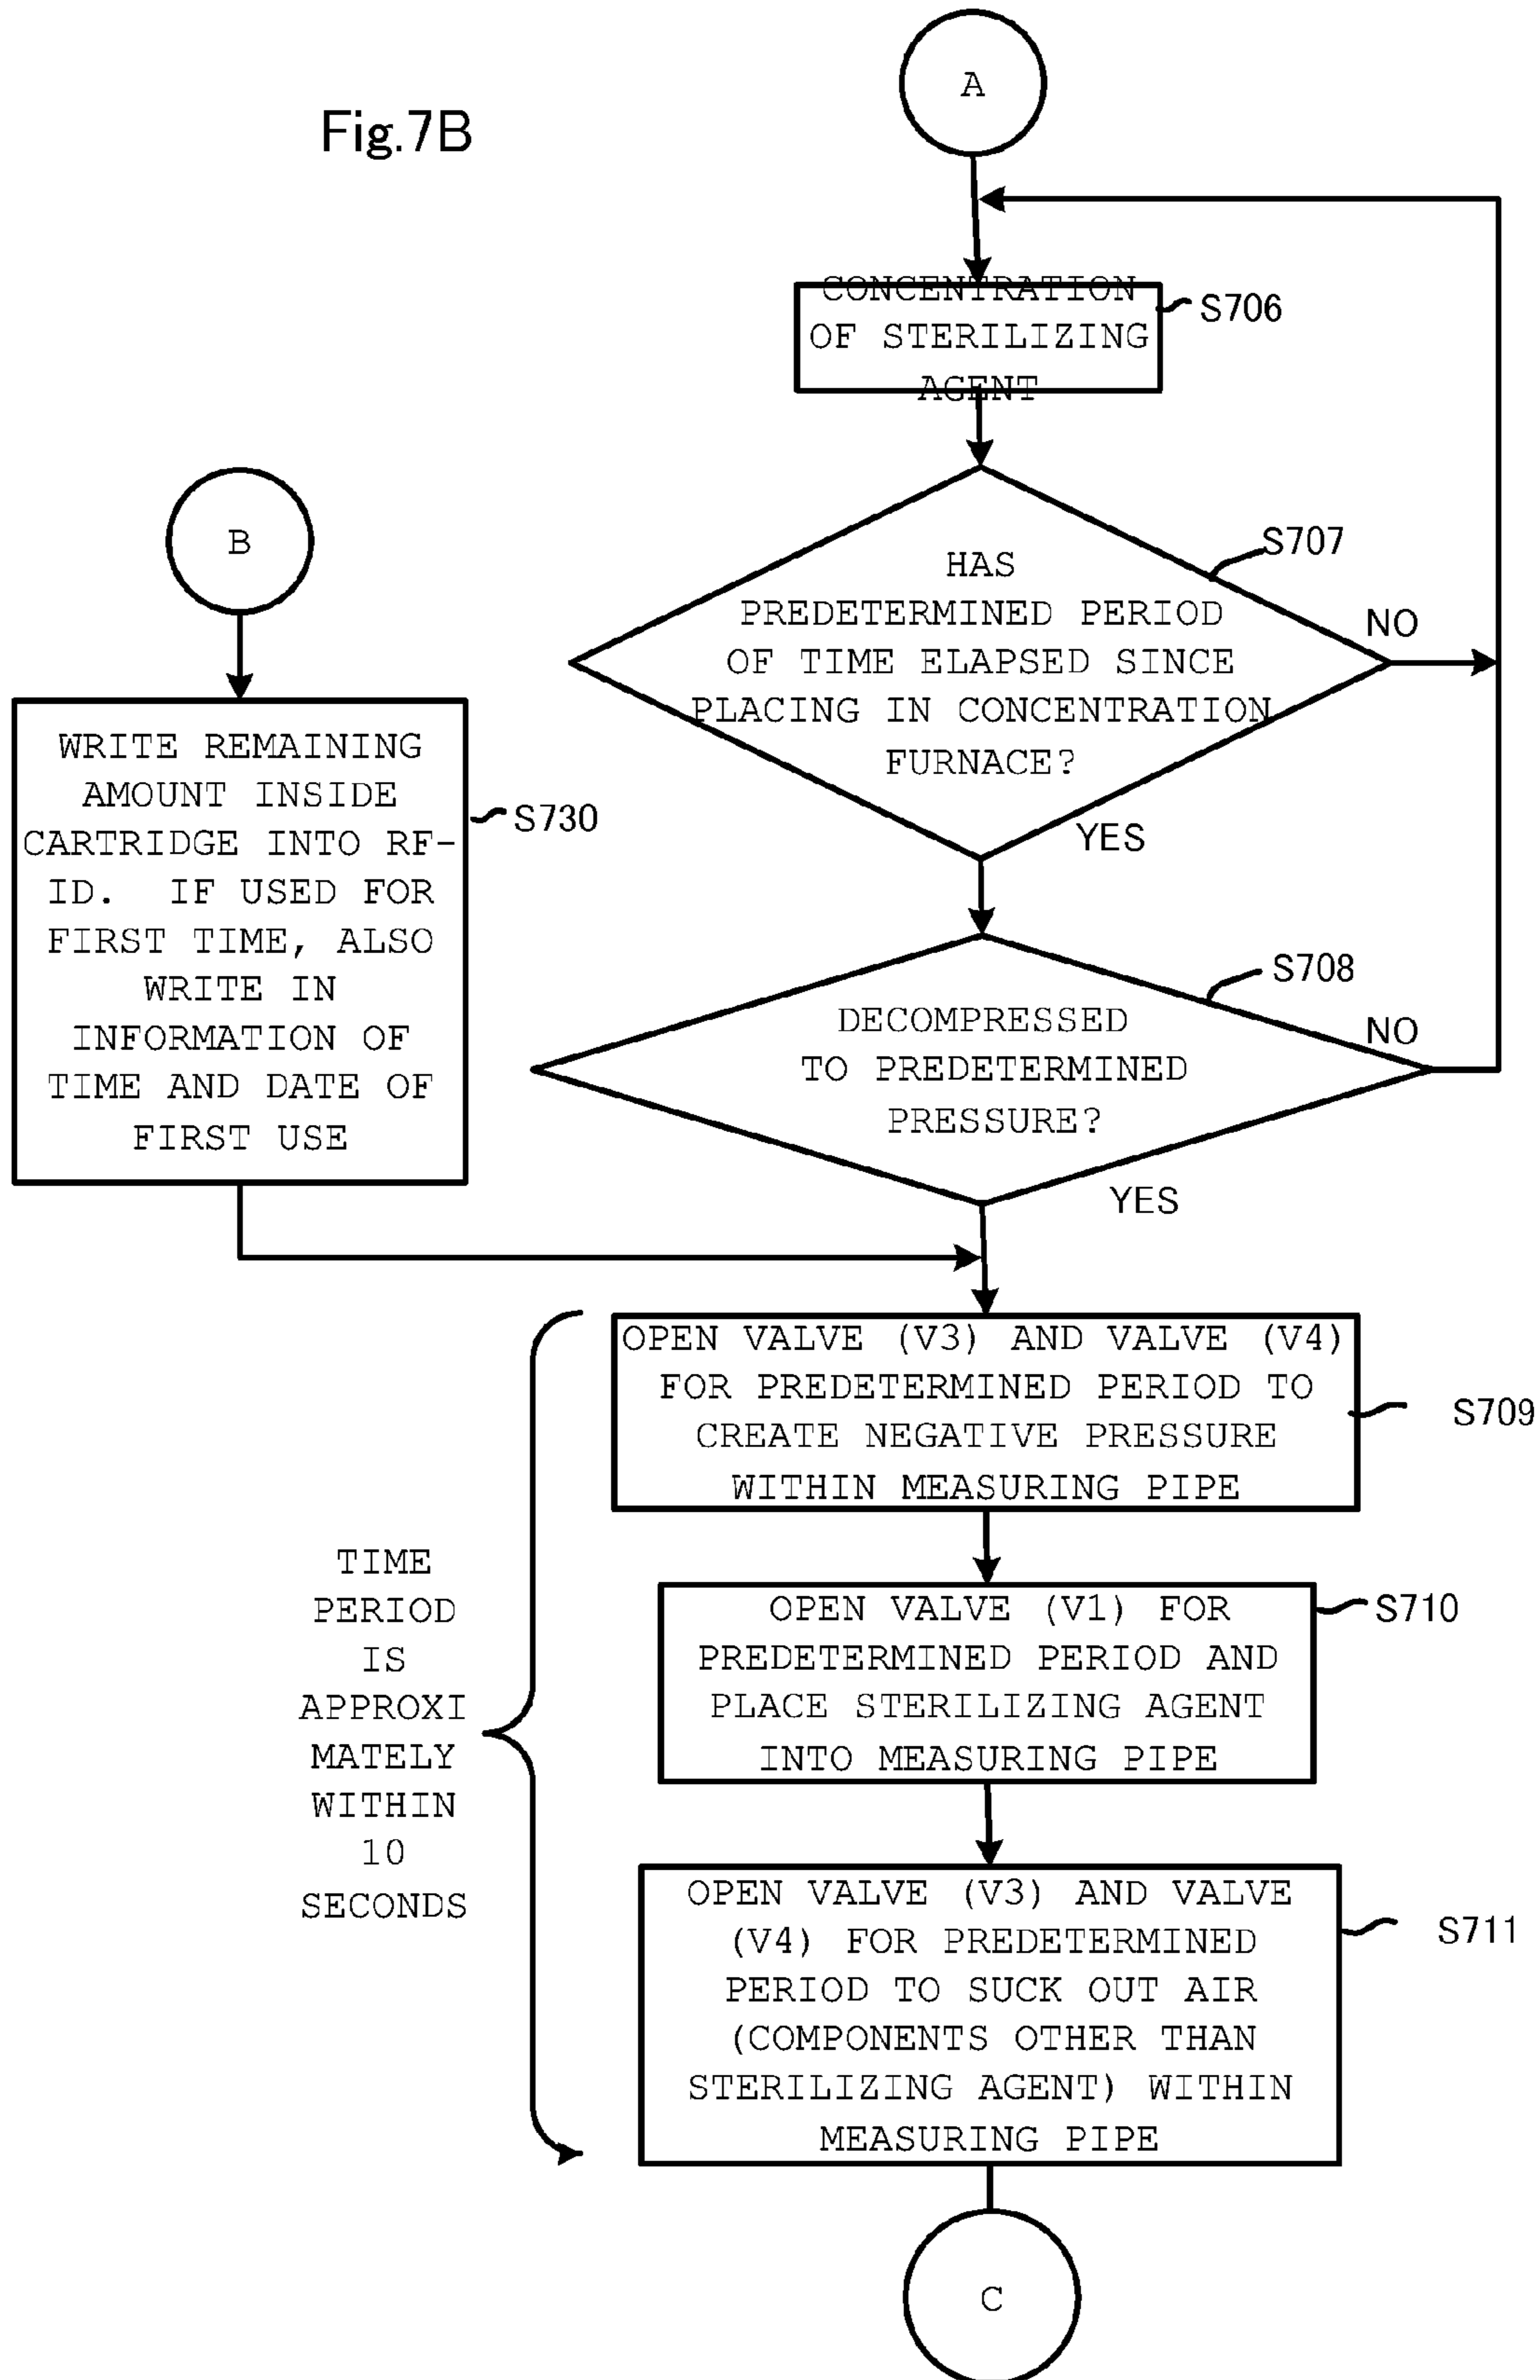 Fig.7B
A
CONCENTRATION
OF STERILIZING
AGENT
S706
HAS
PREDETERMINED PERIOD
OF TIME ELAPSED SINCE
PLACING IN CONCENTRATION
FURNACE?
S707
NO
YES
B
WRITE REMAINING
AMOUNT INSIDE
CARTRIDGE INTO RF-
ID. IF USED FOR
FIRST TIME, ALSO
WRITE IN
INFORMATION OF
TIME AND DATE OF
FIRST USE
S730
DECOMPRESSED
TO PREDETERMINED
PRESSURE?
S708
NO
YES
OPEN VALVE (V3) AND VALVE (V4)
FOR PREDETERMINED PERIOD TO
CREATE NEGATIVE PRESSURE
WITHIN MEASURING PIPE
S709
TIME
PERIOD
IS
APPROXI
MATELY
WITHIN
10
SECONDS
OPEN VALVE (V1) FOR
PREDETERMINED PERIOD AND
PLACE STERILIZING AGENT
INTO MEASURING PIPE
S710
OPEN VALVE (V3) AND VALVE
(V4) FOR PREDETERMINED
PERIOD TO SUCK OUT AIR
(COMPONENTS OTHER THAN
STERILIZING AGENT) WITHIN
MEASURING PIPE
S711
C